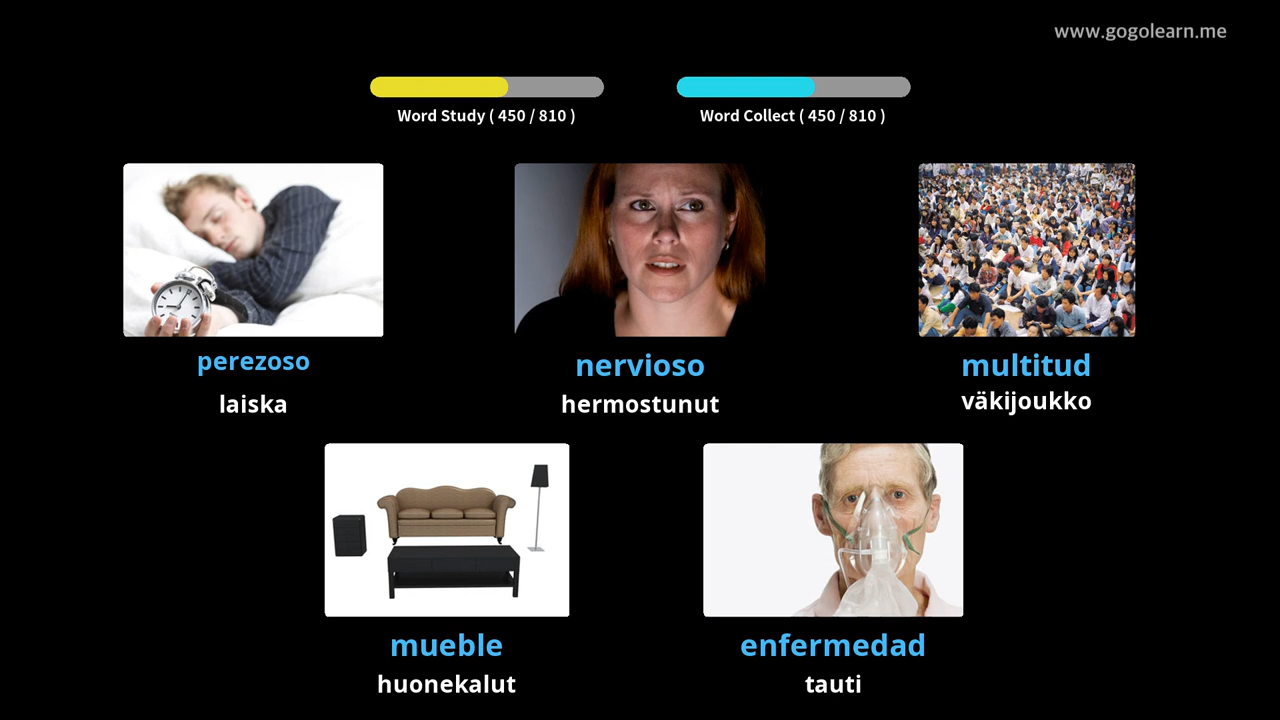 www.gogolearn.me
Word Study ( 450 / 810 )
Word Collect ( 450 / 810 )
perezoso
laiska
nervioso
hermostunut
multitud
väkijoukko
mueble
huonekalut
enfermedad
tauti